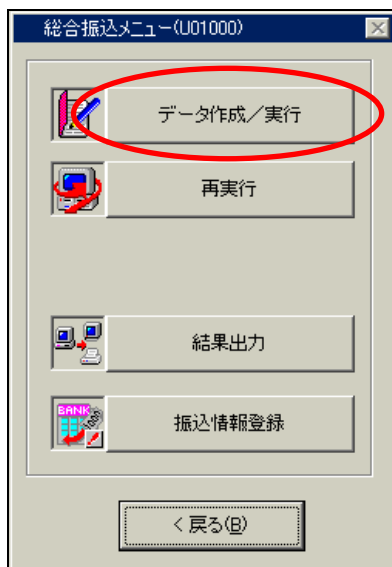 総合振込メニュー(U01000)
データ作成／実行
再実行
結果出力
BANK
振込情報登録
< 戻る(B)